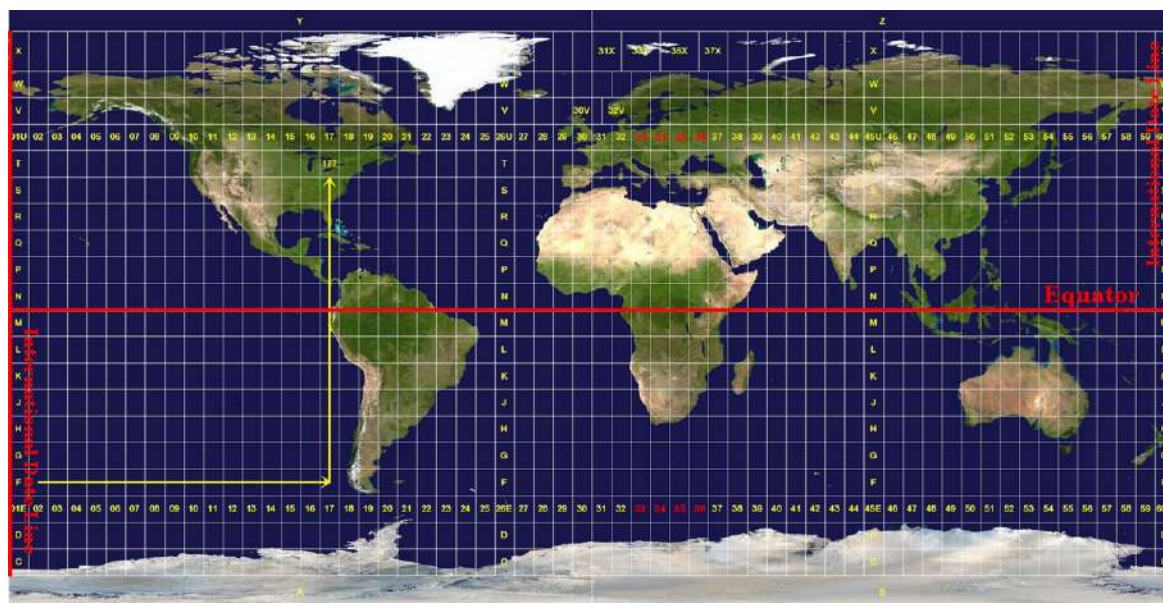 Y Z
X X X
31X 33X 35X 37X
W W W
V V 30V 32V V
01U 02 03 04 05 06 07 08 09 10 11 12 13 14 15 16 17 18 19 20 21 22 23 24 25 26U 27 28 29 30 31 32 33 34 35 36 37 38 39 40 41 42 43 44 45U 46 47 48 49 50 51 52 53 54 55 56 57 58 59
T 17T T T
S S S
R R R
Q Q Q
P P P
N N N
International Date Line
Equator
M M M
L L L
K K K
J J J
H H H
G G G
F F F
International Date Line
01E 02 03 04 05 06 07 08 09 10 11 12 13 14 15 16 17 18 19 20 21 22 23 24 25 26E 27 28 29 30 31 32 33 34 35 36 37 38 39 40 41 42 43 44 45E 46 47 48 49 50 51 52 53 54 55 56 57 58 59
D D D
C C C
A B